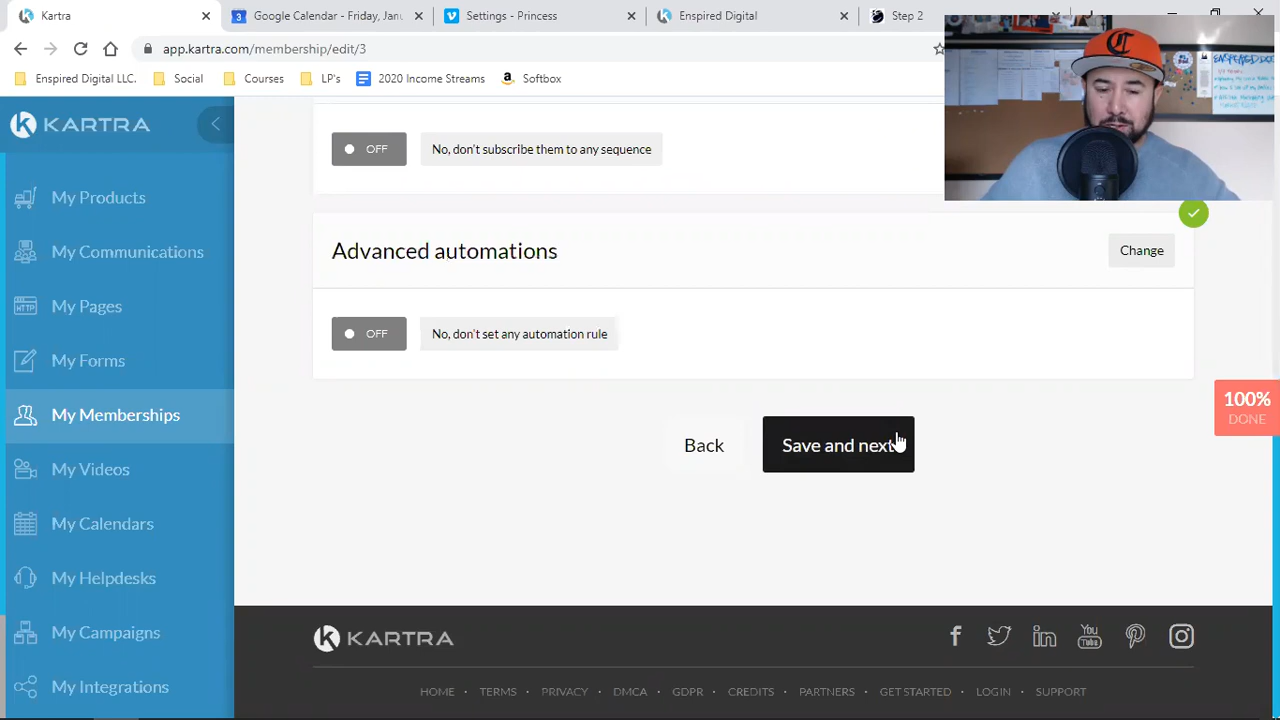 Kartra
Google Calendar - Friday, Janu
Settings - Princess
Enspired Digital
Step 2
app.kartra.com/membership/edit/3
Enspired Digital LLC.
Social
Courses
LP's
2020 Income Streams
Softbox
KARTRA
My Products
My Communications
My Pages
My Forms
My Memberships
My Videos
My Calendars
My Helpdesks
My Campaigns
My Integrations
OFF
No, don't subscribe them to any sequence
Advanced automations
Change
OFF
No, don't set any automation rule
Back
Save and next
100%
DONE
KARTRA
HOME · TERMS · PRIVACY · DMCA · GDPR · CREDITS · PARTNERS · GET STARTED · LOGIN · SUPPORT